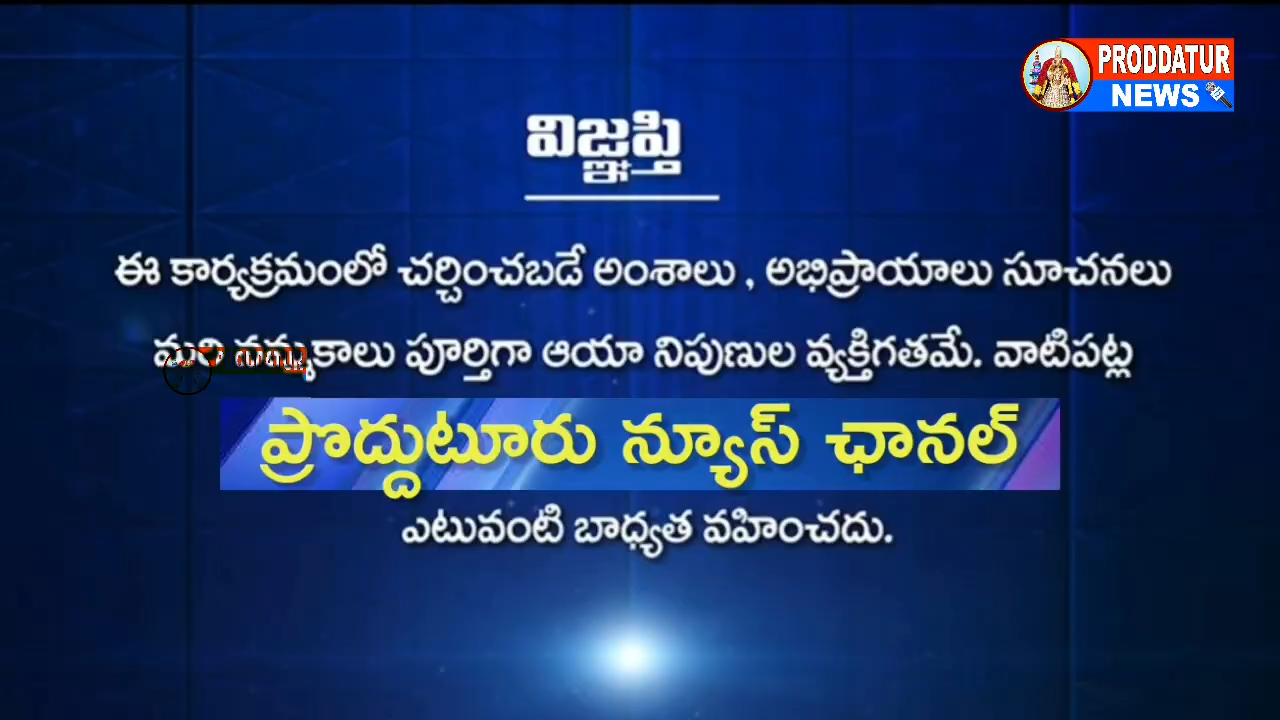 PRODDATUR
NEWS
విజ్ఞప్తి
ఈ కార్యక్రమంలో చర్చించబడే అంశాలు , అభిప్రాయాలు సూచనలు
పూర్తిగా ఆయా నిపుణుల వ్యక్తిగతమే. వాటిపట్ల
ప్రొద్దుటూరు న్యూస్ ఛానల్
ఎటువంటి బాధ్యత వహించదు.